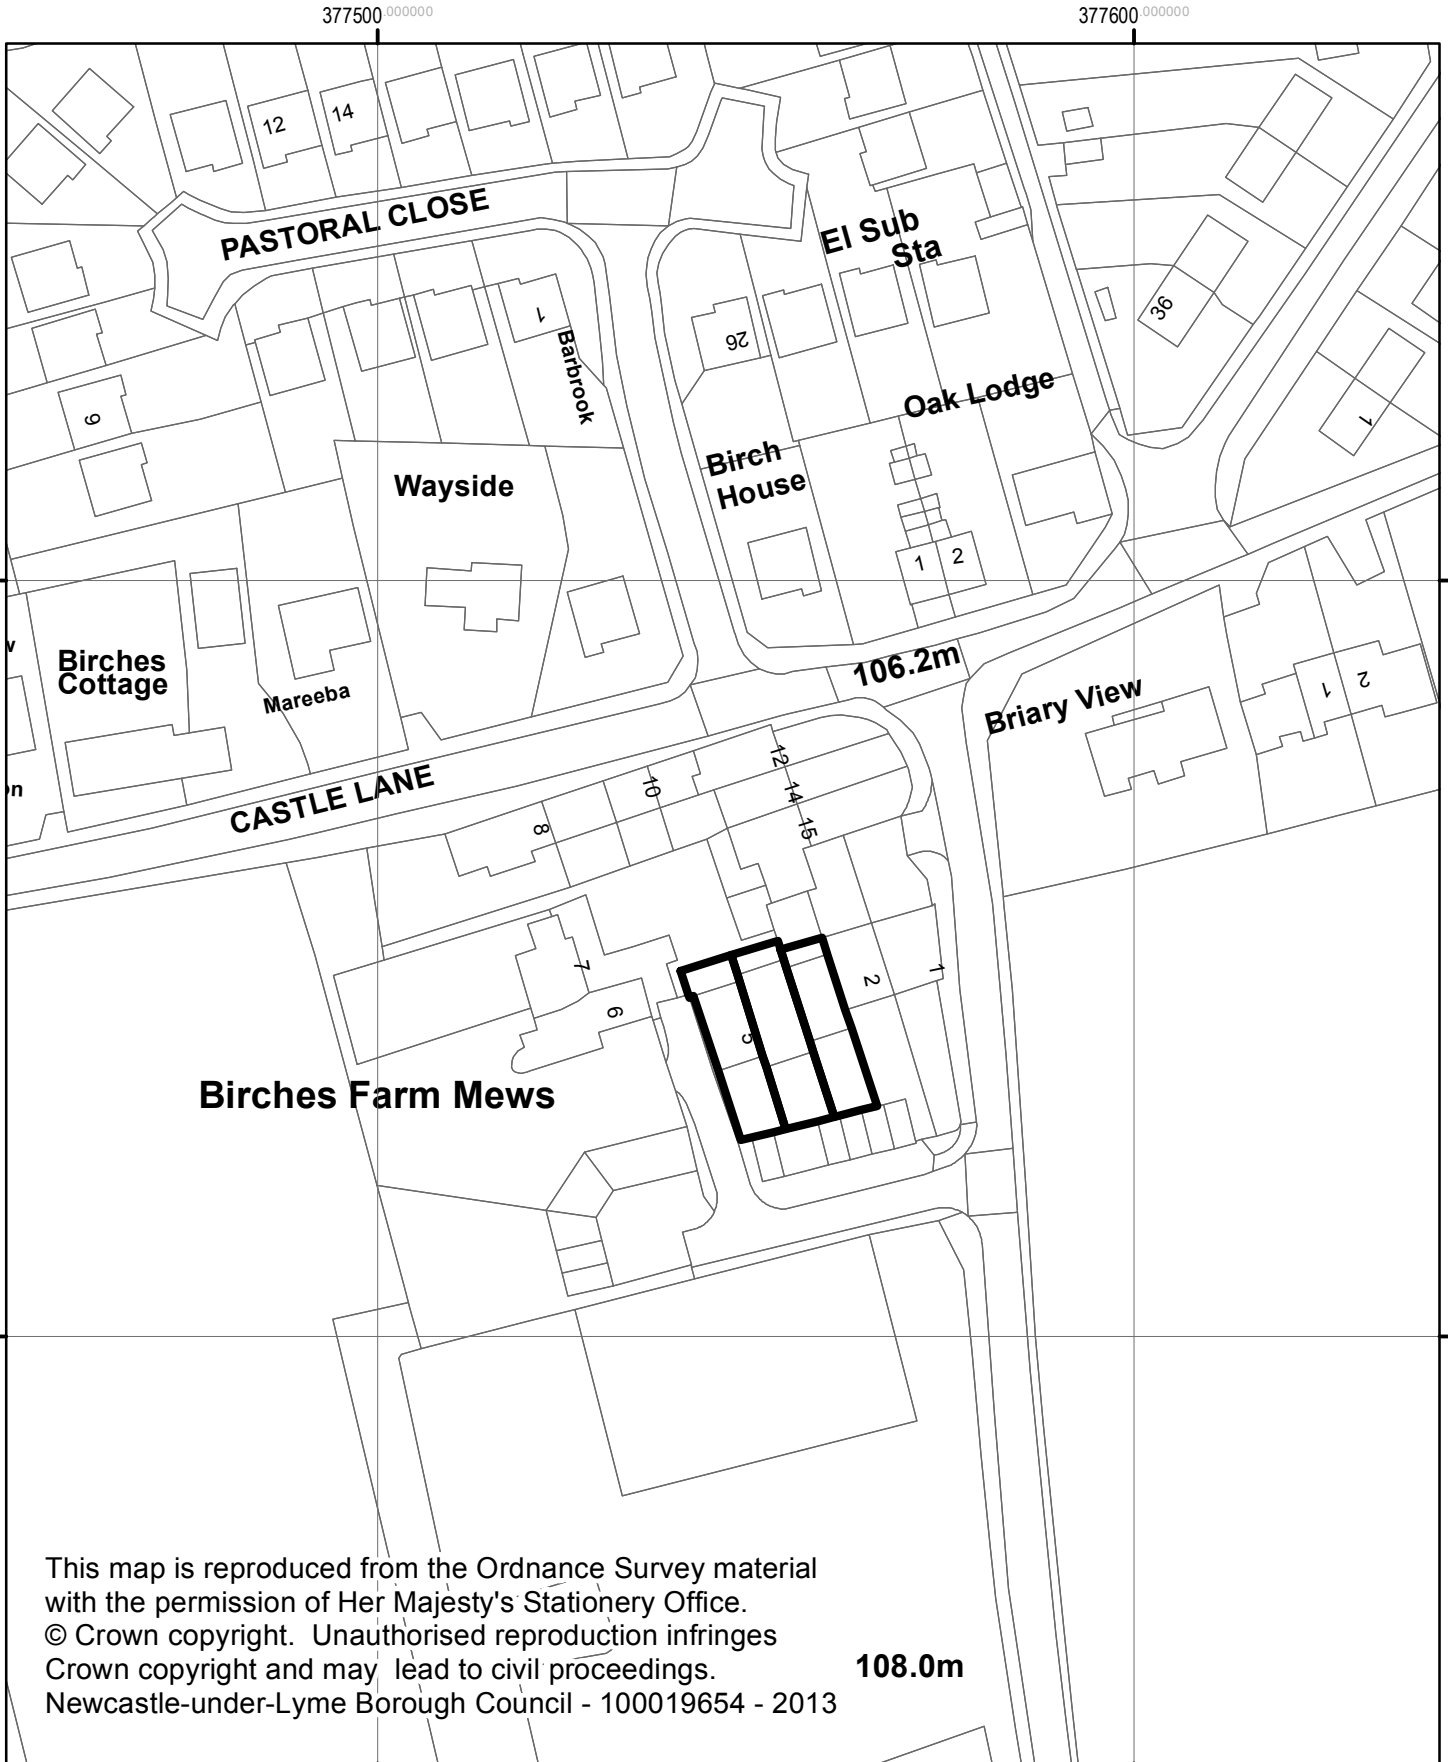 377500.000000
377600.000000
12
14
PASTORAL CLOSE
El Sub
Sta
1
26
36
Barbrook
9
Oak Lodge
1
Birch
House
Wayside
1
2
Birches
Cottage
Mareeba
106.2m
Briary View
1
2
CASTLE LANE
12
10
14
8
15
7
2
1
6
5
Birches Farm Mews
This map is reproduced from the Ordnance Survey material
with the permission of Her Majesty's Stationery Office.
© Crown copyright. Unauthorised reproduction infringes
Crown copyright and may lead to civil proceedings.
Newcastle-under-Lyme Borough Council - 100019654 - 2013
108.0m